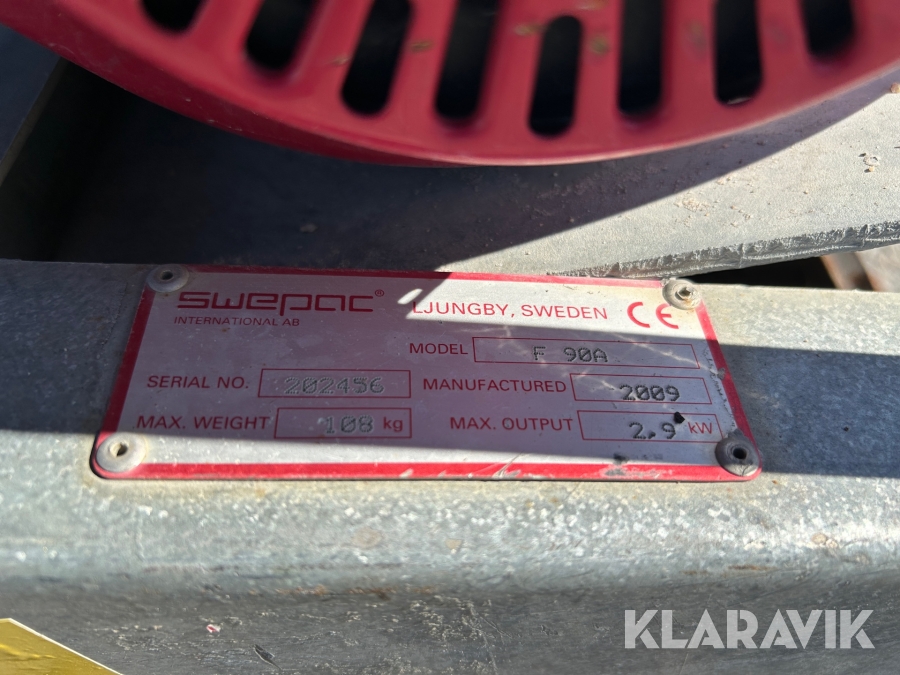 swepac® LJUNGBY, SWEDEN CE
INTERNATIONAL AB
MODEL F 90A
SERIAL NO. 202456 MANUFACTURED 2009
MAX. WEIGHT 108 kg MAX. OUTPUT 2.9 kW
KLARAVIK